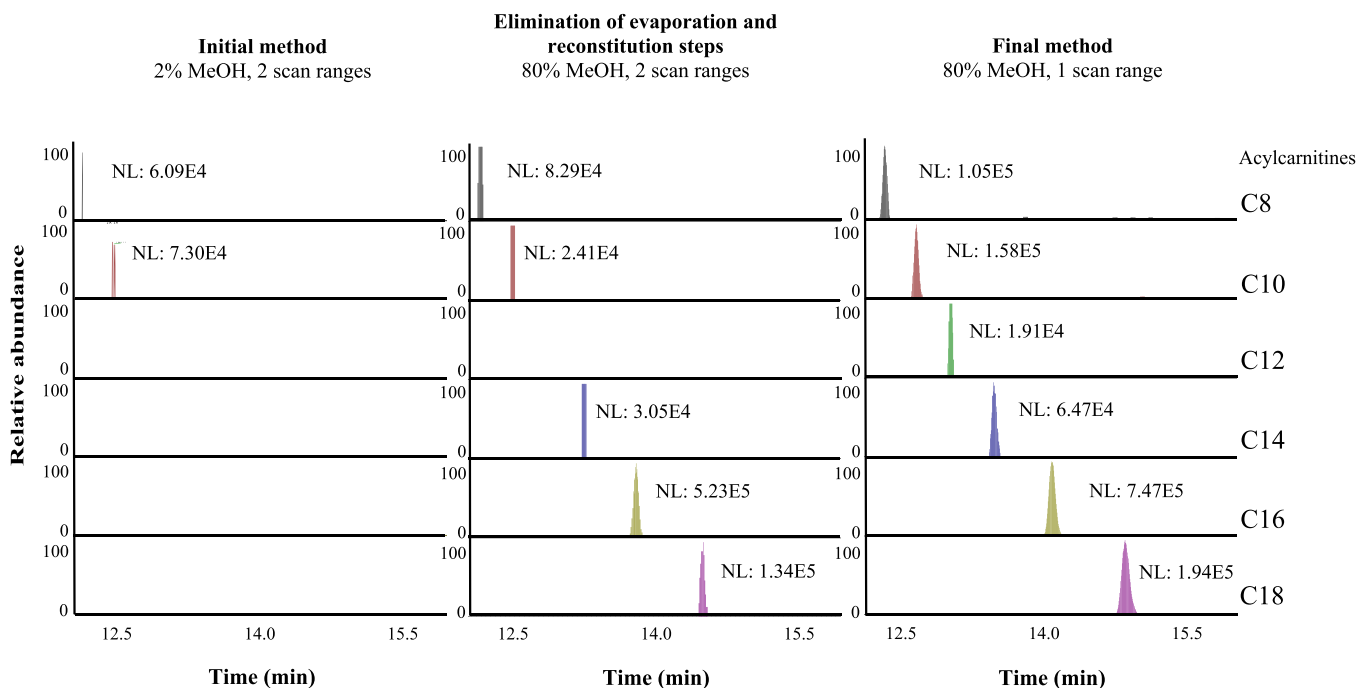 Initial method
2% MeOH, 2 scan ranges
Elimination of evaporation and
reconstitution steps
80% MeOH, 2 scan ranges
Final method
80% MeOH, 1 scan range
Relative abundance
Acylcarnitines
100
NL: 6.09E4
0
100
NL: 8.29E4
0
100
NL: 1.05E5
0
C8
100
NL: 7.30E4
0
100
NL: 2.41E4
0
100
NL: 1.58E5
0
C10
100
0
100
0
100
NL: 1.91E4
0
C12
100
0
100
NL: 3.05E4
0
100
NL: 6.47E4
0
C14
100
0
100
NL: 5.23E5
0
100
NL: 7.47E5
0
C16
100
0
100
NL: 1.34E5
0
100
NL: 1.94E5
0
C18
12.5 14.0 15.5
12.5 14.0 15.5
12.5 14.0 15.5
Time (min)
Time (min)
Time (min)